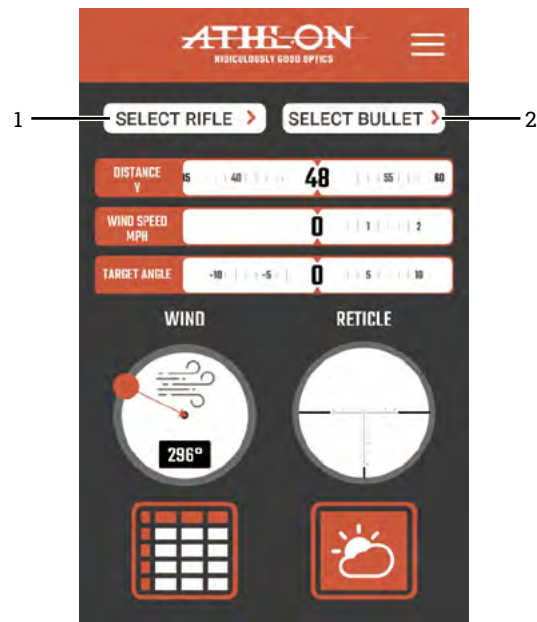 ATHLON
RIDICULOUSLY GOOD OPTICS
1
SELECT RIFLE >
SELECT BULLET >
2
DISTANCE
Y
35 40 48 55 60
WIND SPEED
MPH
0 1 2
TARGET ANGLE
-10 -5 0 5 10
WIND
RETICLE
296°